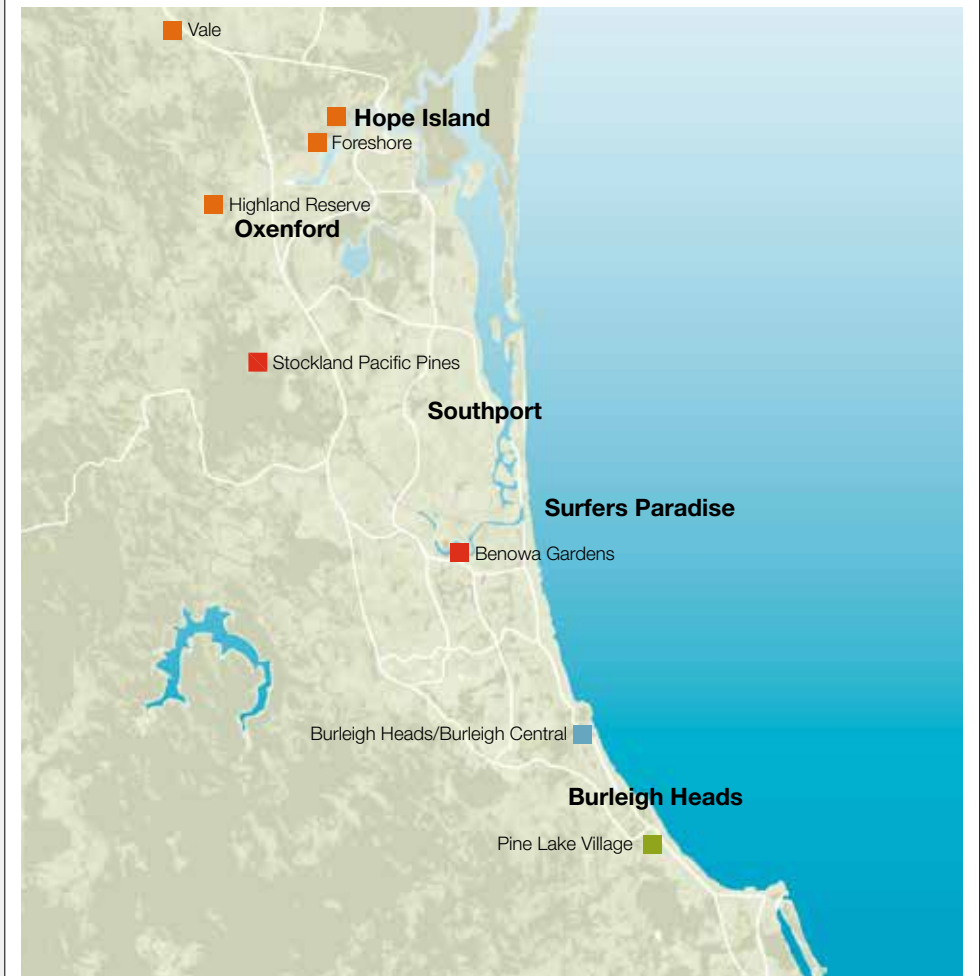 Vale
Hope Island
Foreshore
Highland Reserve
Oxenford
Stockland Pacific Pines
Southport
Surfers Paradise
Benowa Gardens
Burleigh Heads/Burleigh Central
Burleigh Heads
Pine Lake Village